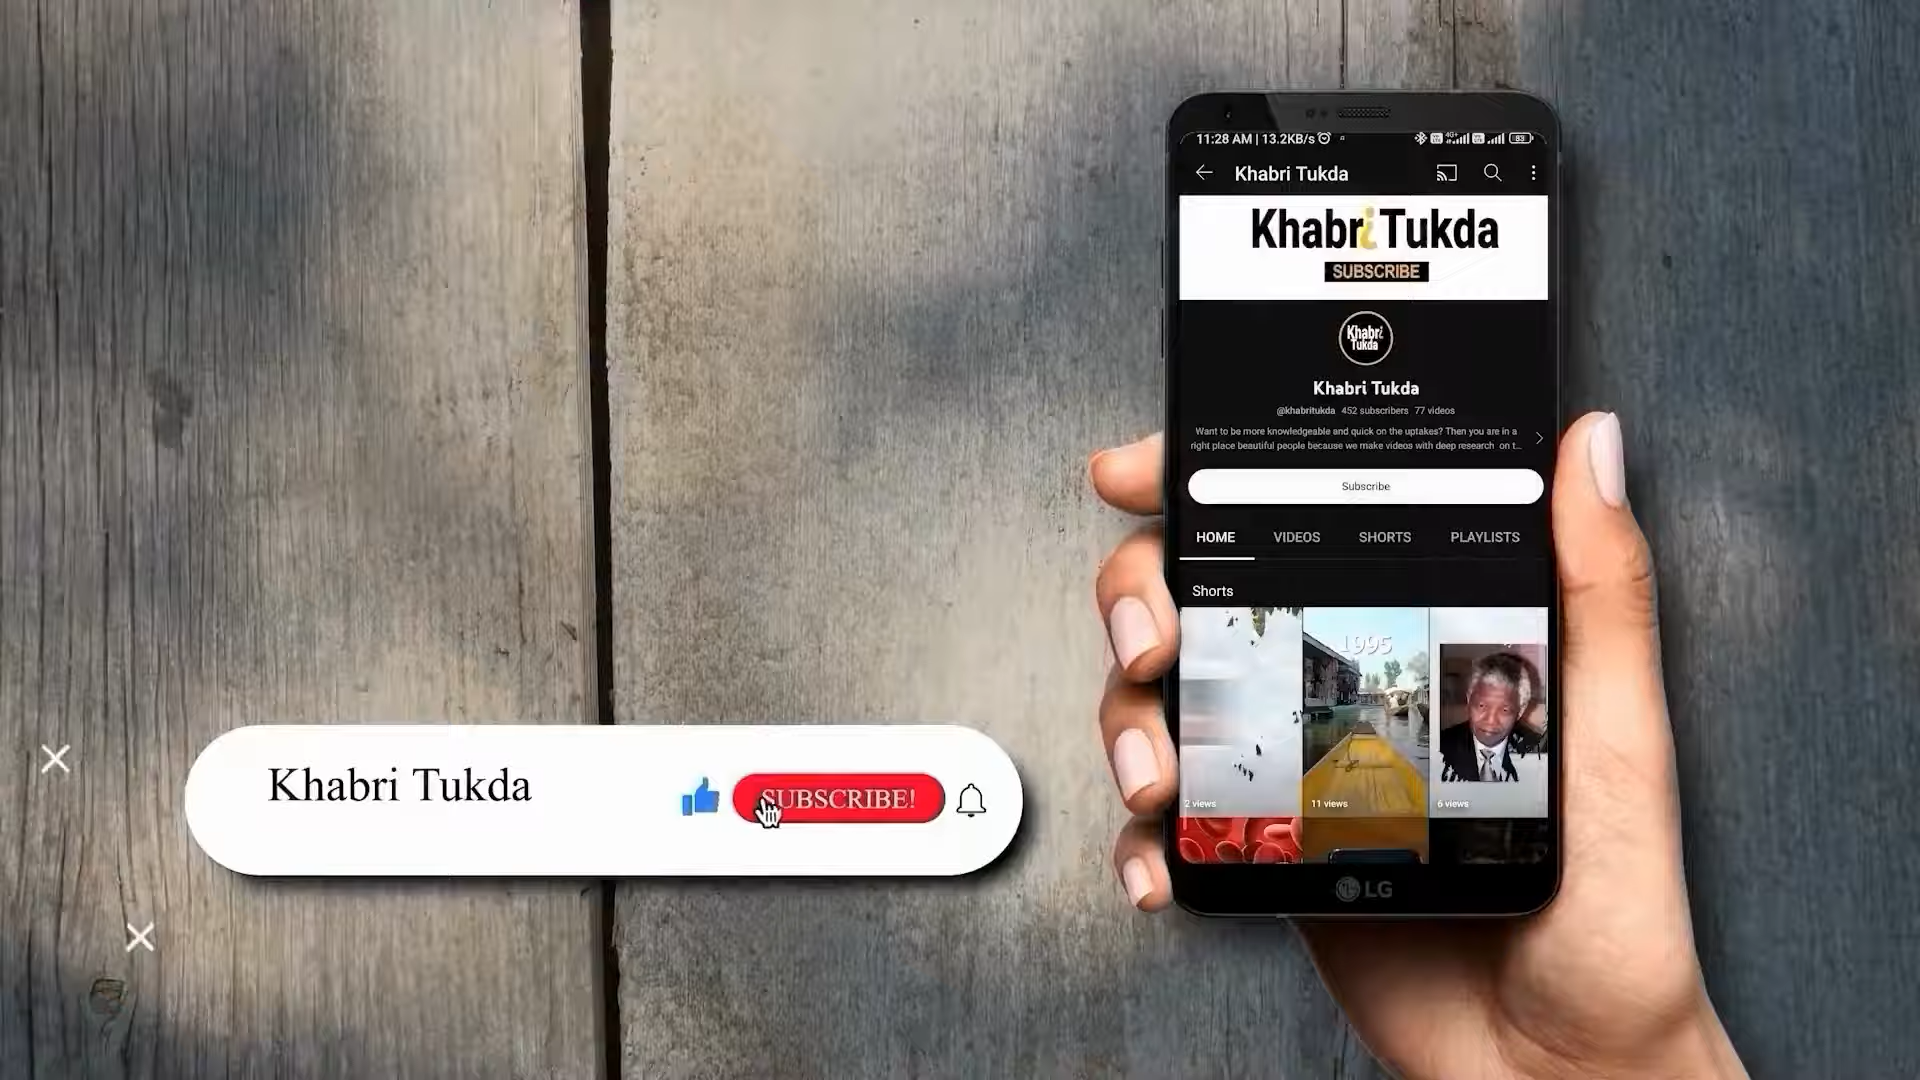 11:28 AM | 13.2KB/s
83
Khabri Tukda
Khabri Tukda
SUBSCRIBE
Khabri
Tukda
Khabri Tukda
@khabritukda 452 subscribers 77 videos
Want to be more knowledgeable and quick on the uptakes? Then you are in a
right place beautiful people because we make videos with deep research on t...
Subscribe
HOME VIDEOS SHORTS PLAYLISTS
Shorts
1995
2 views 11 views 6 views
LG
Khabri Tukda
SUBSCRIBE!